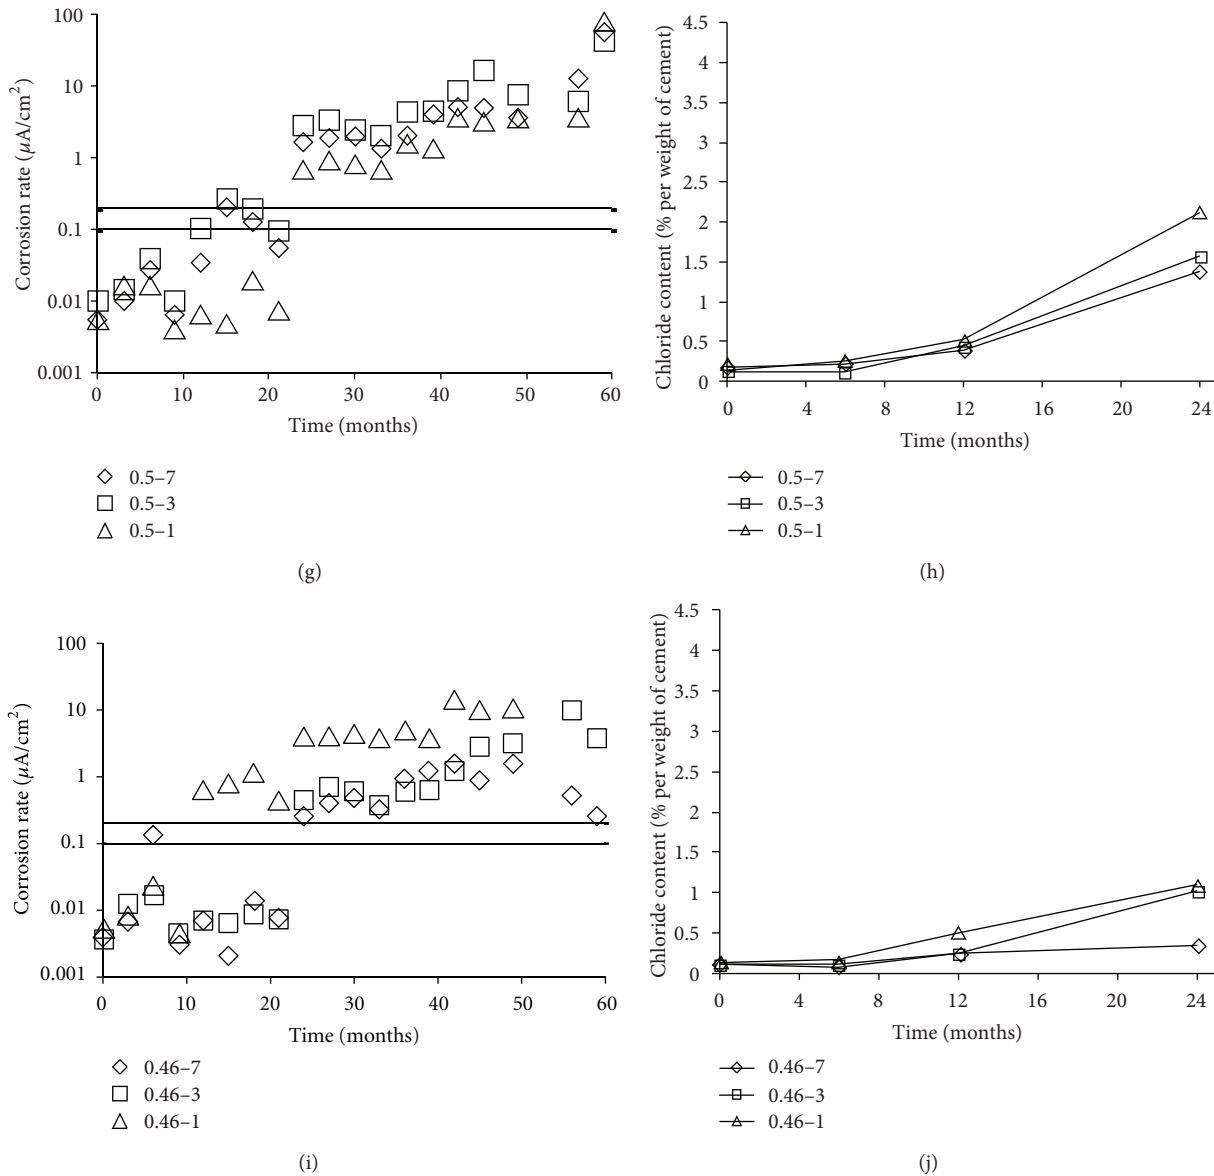 100
10
1
0.1
0.01
0.001
Corrosion rate (μA/cm²)
0 10 20 30 40 50 60
Time (months)
0.5–7
0.5–3
0.5–1
(g)
4.5
4
3.5
3
2.5
2
1.5
1
0.5
0
Chloride content (% per weight of cement)
0 4 8 12 16 20 24
Time (months)
0.5–7
0.5–3
0.5–1
(h)
100
10
1
0.1
0.01
0.001
Corrosion rate (μA/cm²)
0 10 20 30 40 50 60
Time (months)
0.46–7
0.46–3
0.46–1
(i)
4.5
4
3.5
3
2.5
2
1.5
1
0.5
0
Chloride content (% per weight of cement)
0 4 8 12 16 20 24
Time (months)
0.46–7
0.46–3
0.46–1
(j)